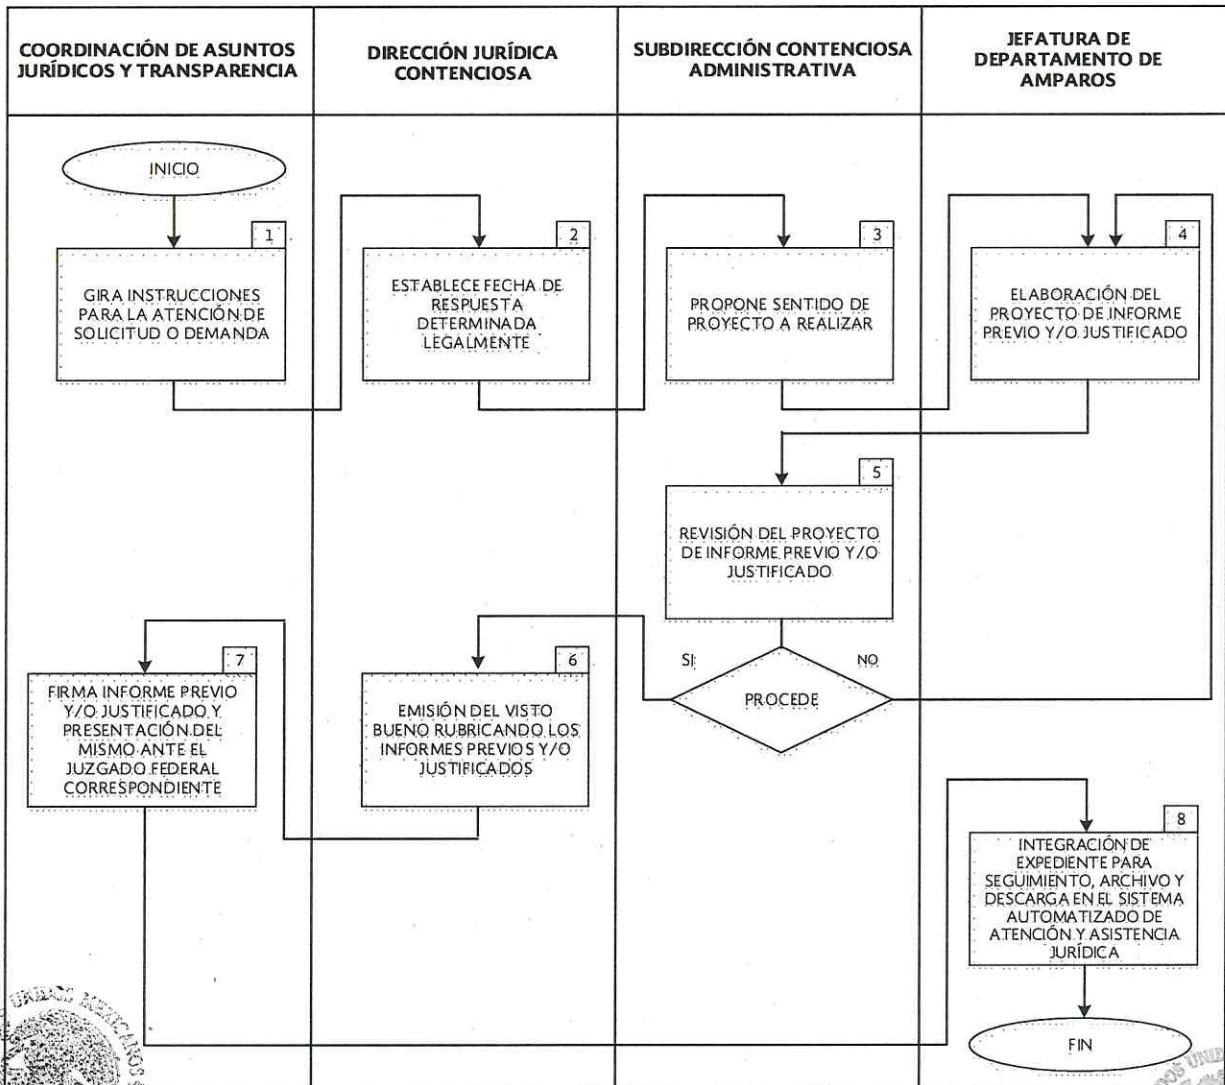 COORDINACIÓN DE ASUNTOS
JURÍDICOS Y TRANSPARENCIA
DIRECCIÓN JURÍDICA
CONTENCIOSA
SUBDIRECCIÓN CONTENCIOSA
ADMINISTRATIVA
JEFATURA DE
DEPARTAMENTO DE
AMPAROS
INICIO
1
GIRA INSTRUCCIONES
PARA LA ATENCIÓN DE
SOLICITUD O DEMANDA
2
ESTABLECE FECHA DE
RESPUESTA
DETERMINADA
LEGALMENTE
3
PROPONE SENTIDO DE
PROYECTO A REALIZAR
4
ELABORACIÓN DEL
PROYECTO DE INFORME
PREVIO Y/O JUSTIFICADO
5
REVISIÓN DEL PROYECTO
DE INFORME PREVIO Y/O
JUSTIFICADO
SI
NO
PROCEDE
6
EMISIÓN DEL VISTO
BUENO RUBRICANDO LOS
INFORMES PREVIOS Y/O
JUSTIFICADOS
7
FIRMA INFORME PREVIO
Y/O JUSTIFICADO Y
PRESENTACIÓN DEL
MISMO ANTE EL
JUZGADO FEDERAL
CORRESPONDIENTE
8
INTEGRACIÓN DE
EXPEDIENTE PARA
SEGUIMIENTO, ARCHIVO Y
DESCARGA EN EL SISTEMA
AUTOMATIZADO DE
ATENCIÓN Y ASISTENCIA
JURÍDICA
FIN
UNIDOS MEXICANOS